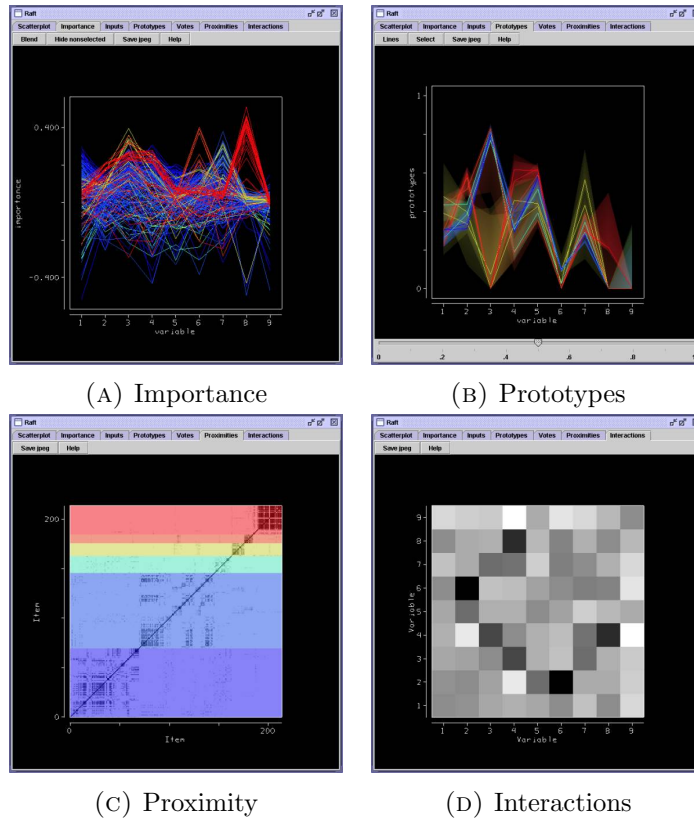 Raft
Scatterplot Importance Inputs Prototypes Votes Proximities Interactions
Blend Hide nonselected Save jpeg Help
0.400
importance
-0.400
1 2 3 4 5 6 7 8 9
variable
(A) Importance
Raft
Scatterplot Importance Inputs Prototypes Votes Proximities Interactions
Lines Select Save jpeg Help
1
prototypes
0
1 2 3 4 5 6 7 8 9
variable
0 .2 .4 .6 .8 1
(B) Prototypes
Raft
Scatterplot Importance Inputs Prototypes Votes Proximities Interactions
Save jpeg Help
200
Item
0
0 100 200
Item
(C) Proximity
Raft
Scatterplot Importance Inputs Prototypes Votes Proximities Interactions
Save jpeg Help
9
8
7
6
5
4
3
2
1
Variable
1 2 3 4 5 6 7 8 9
Variable
(D) Interactions